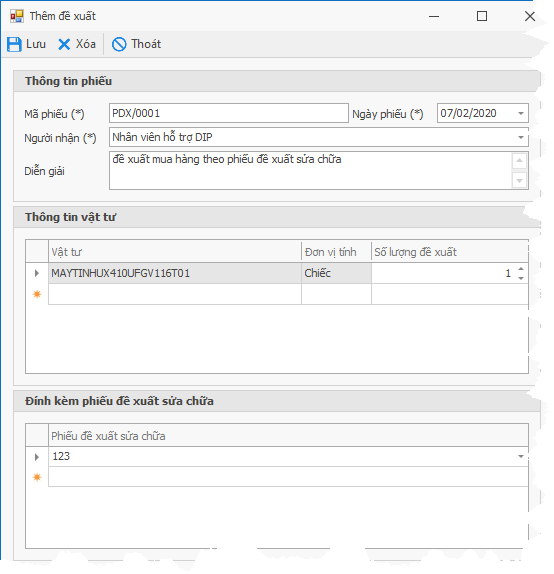 Thêm đề xuất
Lưu Xóa Thoát
Thông tin phiếu
Mã phiếu (*) PDX/0001 Ngày phiếu (*) 07/02/2020
Người nhận (*) Nhân viên hỗ trợ DIP
Diễn giải đề xuất mua hàng theo phiếu đề xuất sửa chữa
Thông tin vật tư
Vật tư Đơn vị tính Số lượng đề xuất
MAYTINHUX410UFGV116T01 Chiếc 1
Đính kèm phiếu đề xuất sửa chữa
Phiếu đề xuất sửa chữa
123